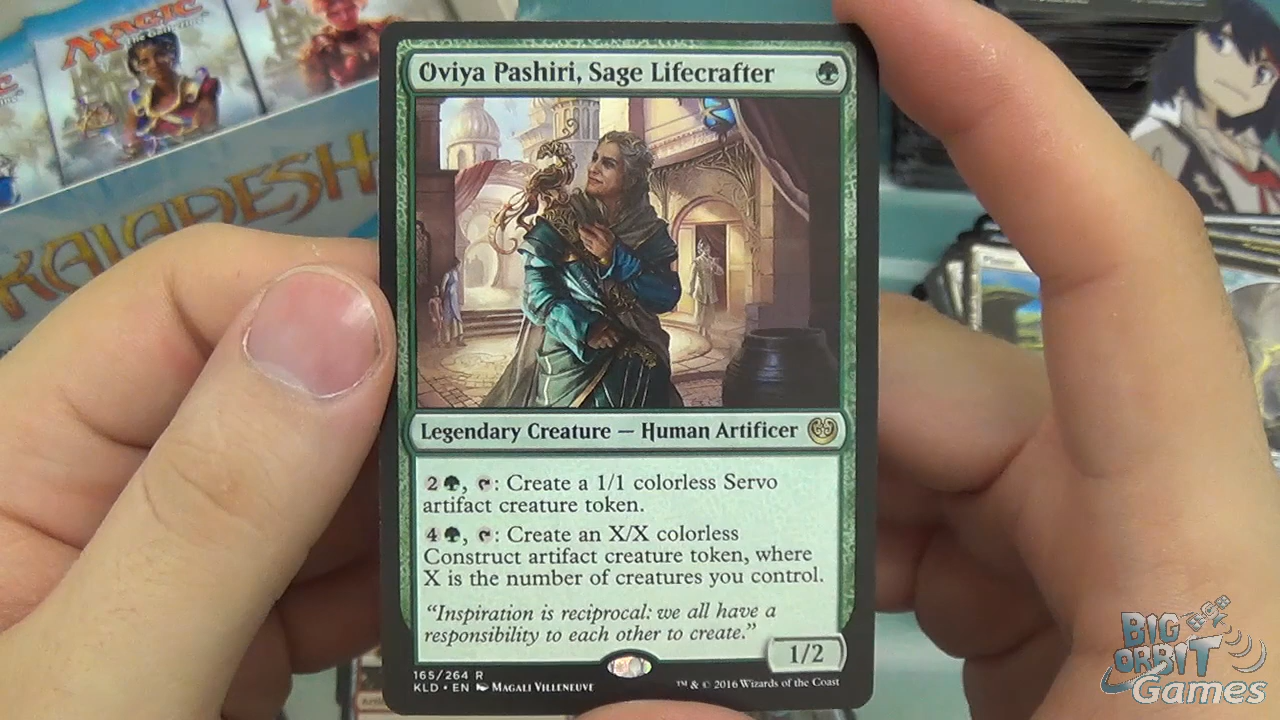 MAGIC
The Gathering
KALADESH
Oviya Pashiri, Sage Lifecrafter
Legendary Creature — Human Artificer
2, : Create a 1/1 colorless Servo
artifact creature token.
4, : Create an X/X colorless
Construct artifact creature token, where
X is the number of creatures you control.
“Inspiration is reciprocal: we all have a
responsibility to each other to create.”
1/2
165/264 R
KLD • EN MAGALI VILLENEUVE
™ & © 2016 Wizards of the Coast
BIG
ORBIT
Games